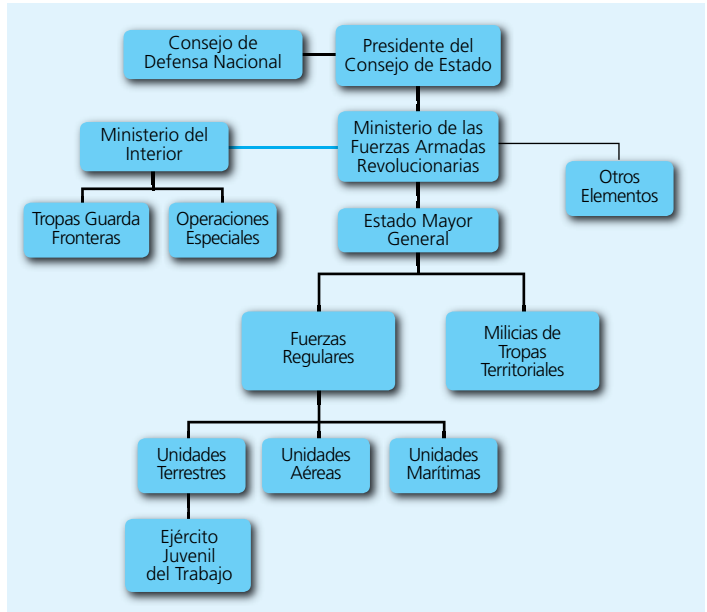 Consejo de
Defensa Nacional
Presidente del
Consejo de Estado
Ministerio del
Interior
Ministerio de las
Fuerzas Armadas
Revolucionarias
Otros
Elementos
Tropas Guarda
Fronteras
Operaciones
Especiales
Estado Mayor
General
Fuerzas
Regulares
Milicias de
Tropas
Territoriales
Unidades
Terrestres
Unidades
Aéreas
Unidades
Marítimas
Ejército
Juvenil
del Trabajo